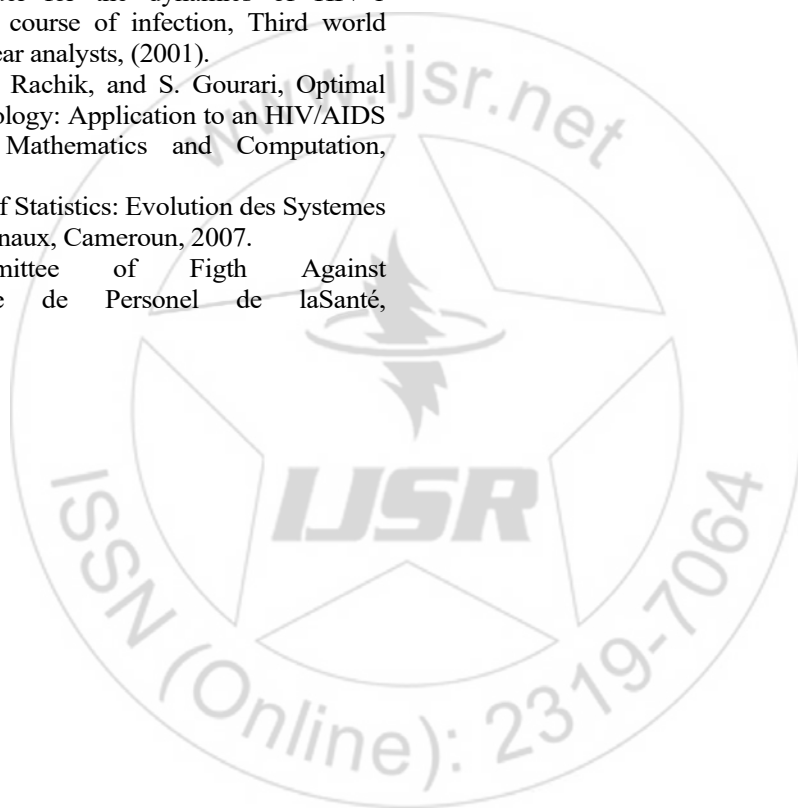 course of infection, Third world
ear analysts, (2001).
Rachik, and S. Gourari, Optimal
ology: Application to an HIV/AIDS
Mathematics and Computation,
f Statistics: Evolution des Systemes
naux, Cameroun, 2007.
mittee of Figth Against
e de Personel de laSanté,
www.ijsr.net
IJSR
ISSN (Online): 2319-7064